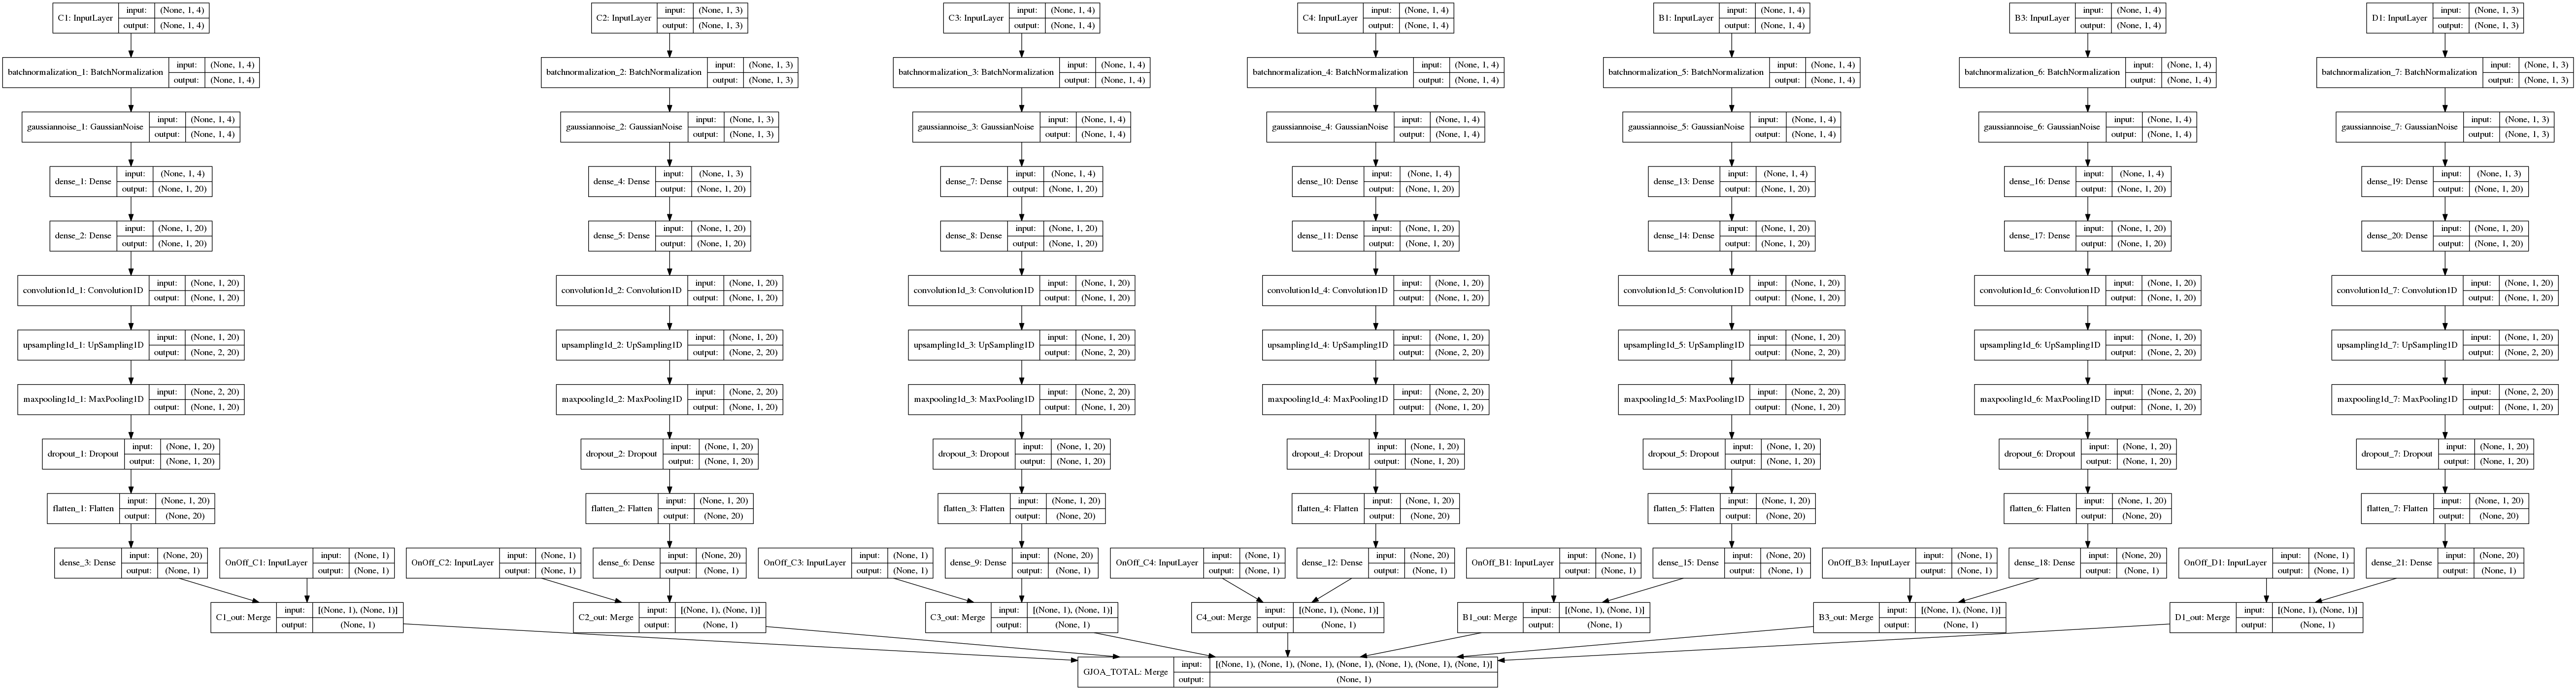 C1: InputLayer input: (None, 1, 4) output: (None, 1, 4)
C2: InputLayer input: (None, 1, 3) output: (None, 1, 3)
C3: InputLayer input: (None, 1, 4) output: (None, 1, 4)
C4: InputLayer input: (None, 1, 4) output: (None, 1, 4)
B1: InputLayer input: (None, 1, 4) output: (None, 1, 4)
B3: InputLayer input: (None, 1, 4) output: (None, 1, 4)
D1: InputLayer input: (None, 1, 3) output: (None, 1, 3)
batchnormalization_1: BatchNormalization input: (None, 1, 4) output: (None, 1, 4)
batchnormalization_2: BatchNormalization input: (None, 1, 3) output: (None, 1, 3)
batchnormalization_3: BatchNormalization input: (None, 1, 4) output: (None, 1, 4)
batchnormalization_4: BatchNormalization input: (None, 1, 4) output: (None, 1, 4)
batchnormalization_5: BatchNormalization input: (None, 1, 4) output: (None, 1, 4)
batchnormalization_6: BatchNormalization input: (None, 1, 4) output: (None, 1, 4)
batchnormalization_7: BatchNormalization input: (None, 1, 3) output: (None, 1, 3)
gaussiannoise_1: GaussianNoise input: (None, 1, 4) output: (None, 1, 4)
gaussiannoise_2: GaussianNoise input: (None, 1, 3) output: (None, 1, 3)
gaussiannoise_3: GaussianNoise input: (None, 1, 4) output: (None, 1, 4)
gaussiannoise_4: GaussianNoise input: (None, 1, 4) output: (None, 1, 4)
gaussiannoise_5: GaussianNoise input: (None, 1, 4) output: (None, 1, 4)
gaussiannoise_6: GaussianNoise input: (None, 1, 4) output: (None, 1, 4)
gaussiannoise_7: GaussianNoise input: (None, 1, 3) output: (None, 1, 3)
dense_1: Dense input: (None, 1, 4) output: (None, 1, 20)
dense_4: Dense input: (None, 1, 3) output: (None, 1, 20)
dense_7: Dense input: (None, 1, 4) output: (None, 1, 20)
dense_10: Dense input: (None, 1, 4) output: (None, 1, 20)
dense_13: Dense input: (None, 1, 4) output: (None, 1, 20)
dense_16: Dense input: (None, 1, 4) output: (None, 1, 20)
dense_19: Dense input: (None, 1, 3) output: (None, 1, 20)
dense_2: Dense input: (None, 1, 20) output: (None, 1, 20)
dense_5: Dense input: (None, 1, 20) output: (None, 1, 20)
dense_8: Dense input: (None, 1, 20) output: (None, 1, 20)
dense_11: Dense input: (None, 1, 20) output: (None, 1, 20)
dense_14: Dense input: (None, 1, 20) output: (None, 1, 20)
dense_17: Dense input: (None, 1, 20) output: (None, 1, 20)
dense_20: Dense input: (None, 1, 20) output: (None, 1, 20)
convolution1d_1: Convolution1D input: (None, 1, 20) output: (None, 1, 20)
convolution1d_2: Convolution1D input: (None, 1, 20) output: (None, 1, 20)
convolution1d_3: Convolution1D input: (None, 1, 20) output: (None, 1, 20)
convolution1d_4: Convolution1D input: (None, 1, 20) output: (None, 1, 20)
convolution1d_5: Convolution1D input: (None, 1, 20) output: (None, 1, 20)
convolution1d_6: Convolution1D input: (None, 1, 20) output: (None, 1, 20)
convolution1d_7: Convolution1D input: (None, 1, 20) output: (None, 1, 20)
upsampling1d_1: UpSampling1D input: (None, 1, 20) output: (None, 2, 20)
upsampling1d_2: UpSampling1D input: (None, 1, 20) output: (None, 2, 20)
upsampling1d_3: UpSampling1D input: (None, 1, 20) output: (None, 2, 20)
upsampling1d_4: UpSampling1D input: (None, 1, 20) output: (None, 2, 20)
upsampling1d_5: UpSampling1D input: (None, 1, 20) output: (None, 2, 20)
upsampling1d_6: UpSampling1D input: (None, 1, 20) output: (None, 2, 20)
upsampling1d_7: UpSampling1D input: (None, 1, 20) output: (None, 2, 20)
maxpooling1d_1: MaxPooling1D input: (None, 2, 20) output: (None, 1, 20)
maxpooling1d_2: MaxPooling1D input: (None, 2, 20) output: (None, 1, 20)
maxpooling1d_3: MaxPooling1D input: (None, 2, 20) output: (None, 1, 20)
maxpooling1d_4: MaxPooling1D input: (None, 2, 20) output: (None, 1, 20)
maxpooling1d_5: MaxPooling1D input: (None, 2, 20) output: (None, 1, 20)
maxpooling1d_6: MaxPooling1D input: (None, 2, 20) output: (None, 1, 20)
maxpooling1d_7: MaxPooling1D input: (None, 2, 20) output: (None, 1, 20)
dropout_1: Dropout input: (None, 1, 20) output: (None, 1, 20)
dropout_2: Dropout input: (None, 1, 20) output: (None, 1, 20)
dropout_3: Dropout input: (None, 1, 20) output: (None, 1, 20)
dropout_4: Dropout input: (None, 1, 20) output: (None, 1, 20)
dropout_5: Dropout input: (None, 1, 20) output: (None, 1, 20)
dropout_6: Dropout input: (None, 1, 20) output: (None, 1, 20)
dropout_7: Dropout input: (None, 1, 20) output: (None, 1, 20)
flatten_1: Flatten input: (None, 1, 20) output: (None, 20)
flatten_2: Flatten input: (None, 1, 20) output: (None, 20)
flatten_3: Flatten input: (None, 1, 20) output: (None, 20)
flatten_4: Flatten input: (None, 1, 20) output: (None, 20)
flatten_5: Flatten input: (None, 1, 20) output: (None, 20)
flatten_6: Flatten input: (None, 1, 20) output: (None, 20)
flatten_7: Flatten input: (None, 1, 20) output: (None, 20)
dense_3: Dense input: (None, 20) output: (None, 1)
OnOff_C1: InputLayer input: (None, 1) output: (None, 1)
OnOff_C2: InputLayer input: (None, 1) output: (None, 1)
dense_6: Dense input: (None, 20) output: (None, 1)
OnOff_C3: InputLayer input: (None, 1) output: (None, 1)
dense_9: Dense input: (None, 20) output: (None, 1)
OnOff_C4: InputLayer input: (None, 1) output: (None, 1)
dense_12: Dense input: (None, 20) output: (None, 1)
OnOff_B1: InputLayer input: (None, 1) output: (None, 1)
dense_15: Dense input: (None, 20) output: (None, 1)
OnOff_B3: InputLayer input: (None, 1) output: (None, 1)
dense_18: Dense input: (None, 20) output: (None, 1)
OnOff_D1: InputLayer input: (None, 1) output: (None, 1)
dense_21: Dense input: (None, 20) output: (None, 1)
C1_out: Merge input: [(None, 1), (None, 1)] output: (None, 1)
C2_out: Merge input: [(None, 1), (None, 1)] output: (None, 1)
C3_out: Merge input: [(None, 1), (None, 1)] output: (None, 1)
C4_out: Merge input: [(None, 1), (None, 1)] output: (None, 1)
B1_out: Merge input: [(None, 1), (None, 1)] output: (None, 1)
B3_out: Merge input: [(None, 1), (None, 1)] output: (None, 1)
D1_out: Merge input: [(None, 1), (None, 1)] output: (None, 1)
GJOA_TOTAL: Merge input: [(None, 1), (None, 1), (None, 1), (None, 1), (None, 1), (None, 1), (None, 1)] output: (None, 1)